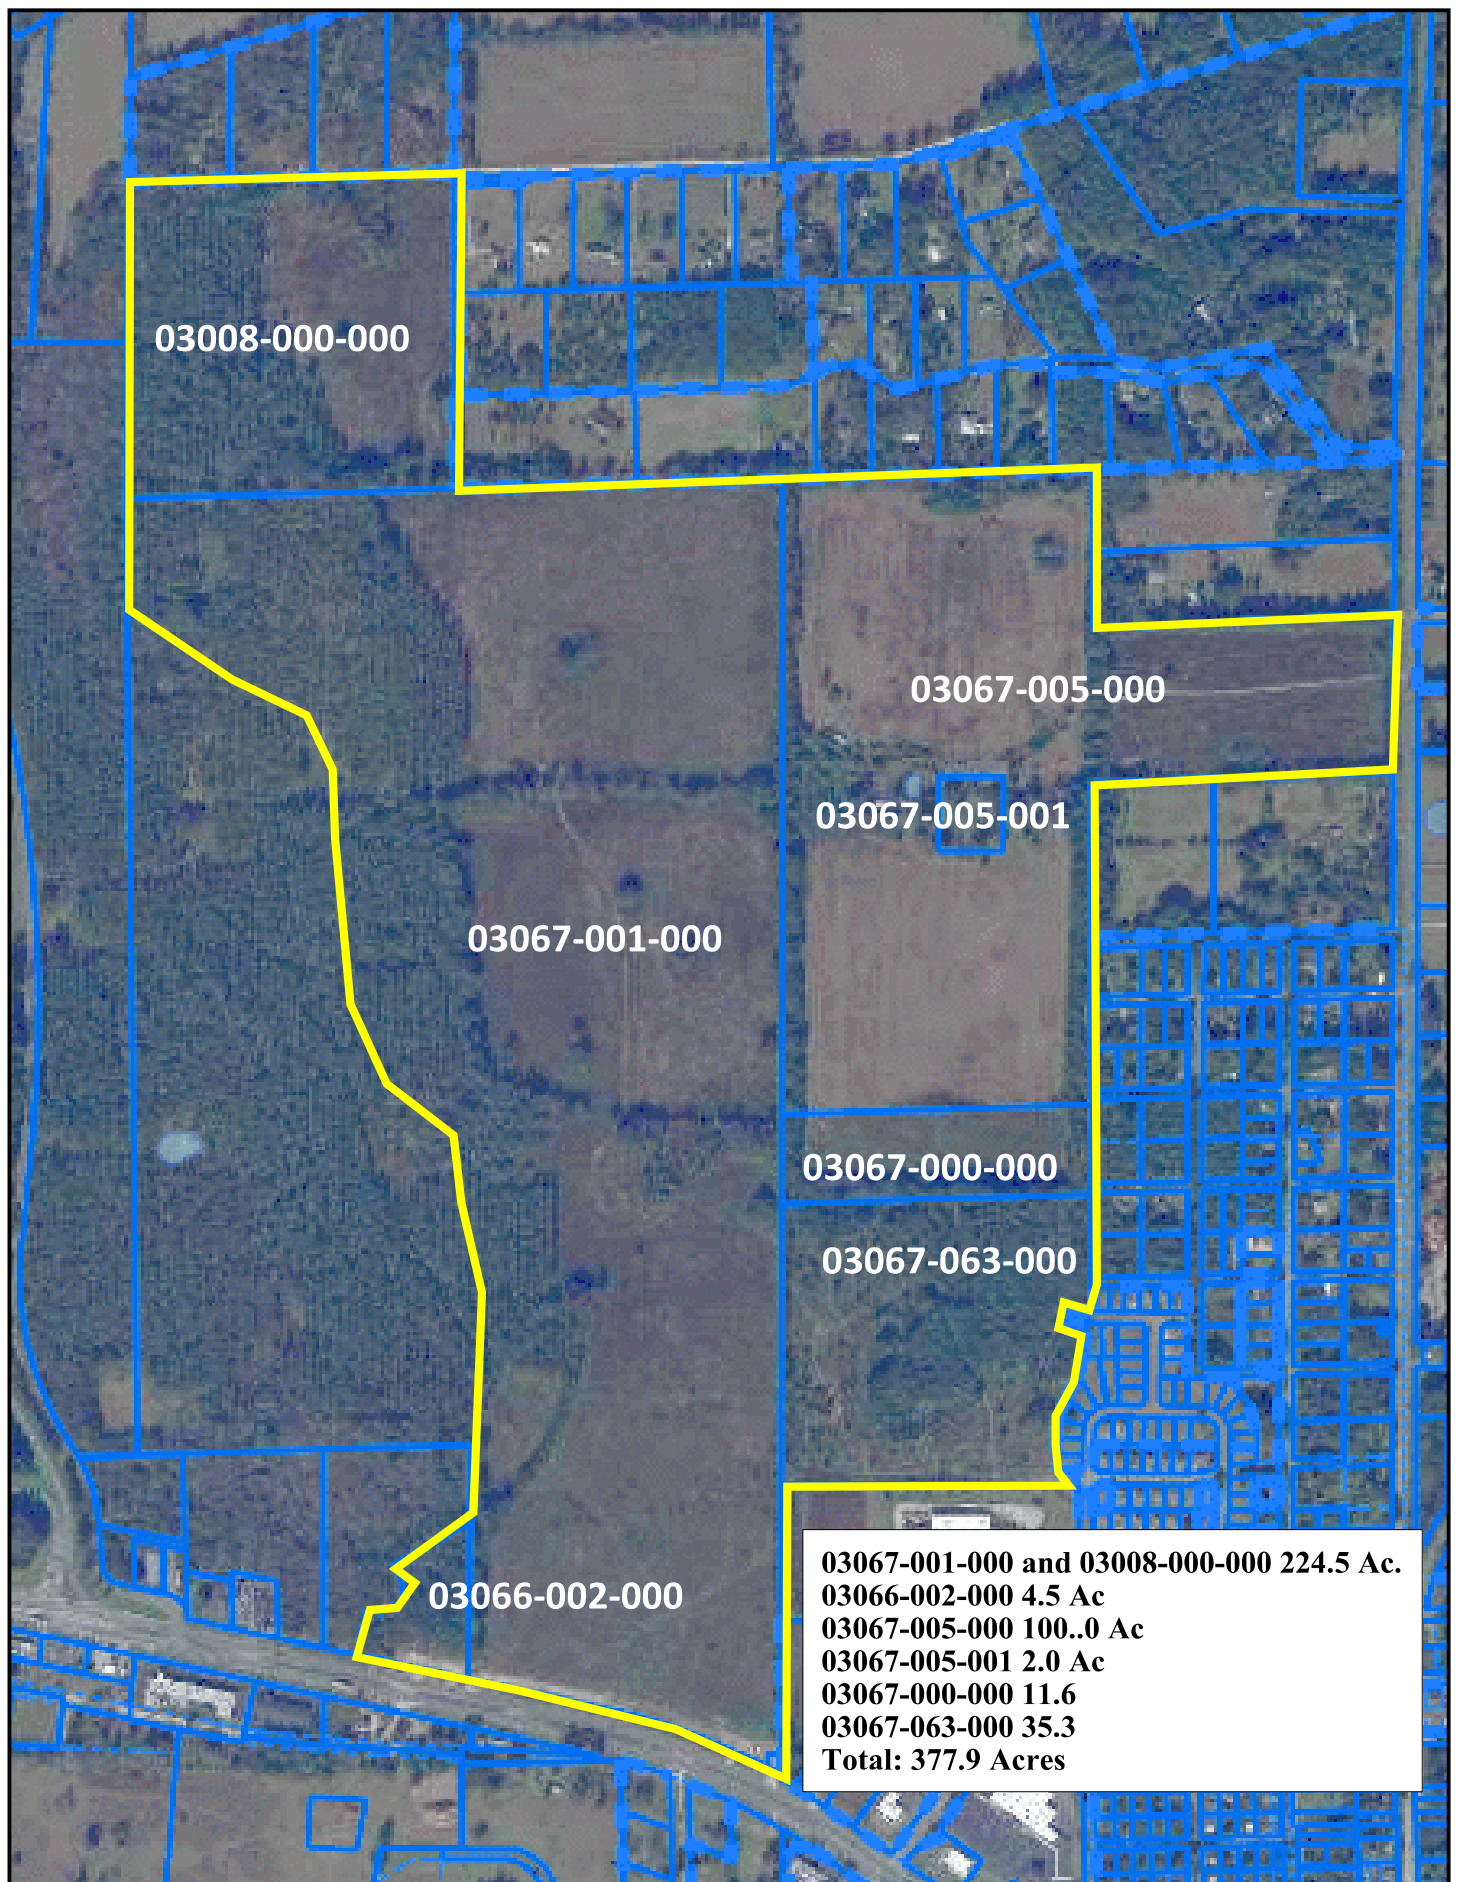 03008-000-000
03067-005-000
03067-005-001
03067-001-000
03067-000-000
03067-063-000
03066-002-000
03067-001-000 and 03008-000-000 224.5 Ac.
03066-002-000 4.5 Ac
03067-005-000 100..0 Ac
03067-005-001 2.0 Ac
03067-000-000 11.6
03067-063-000 35.3
Total: 377.9 Acres